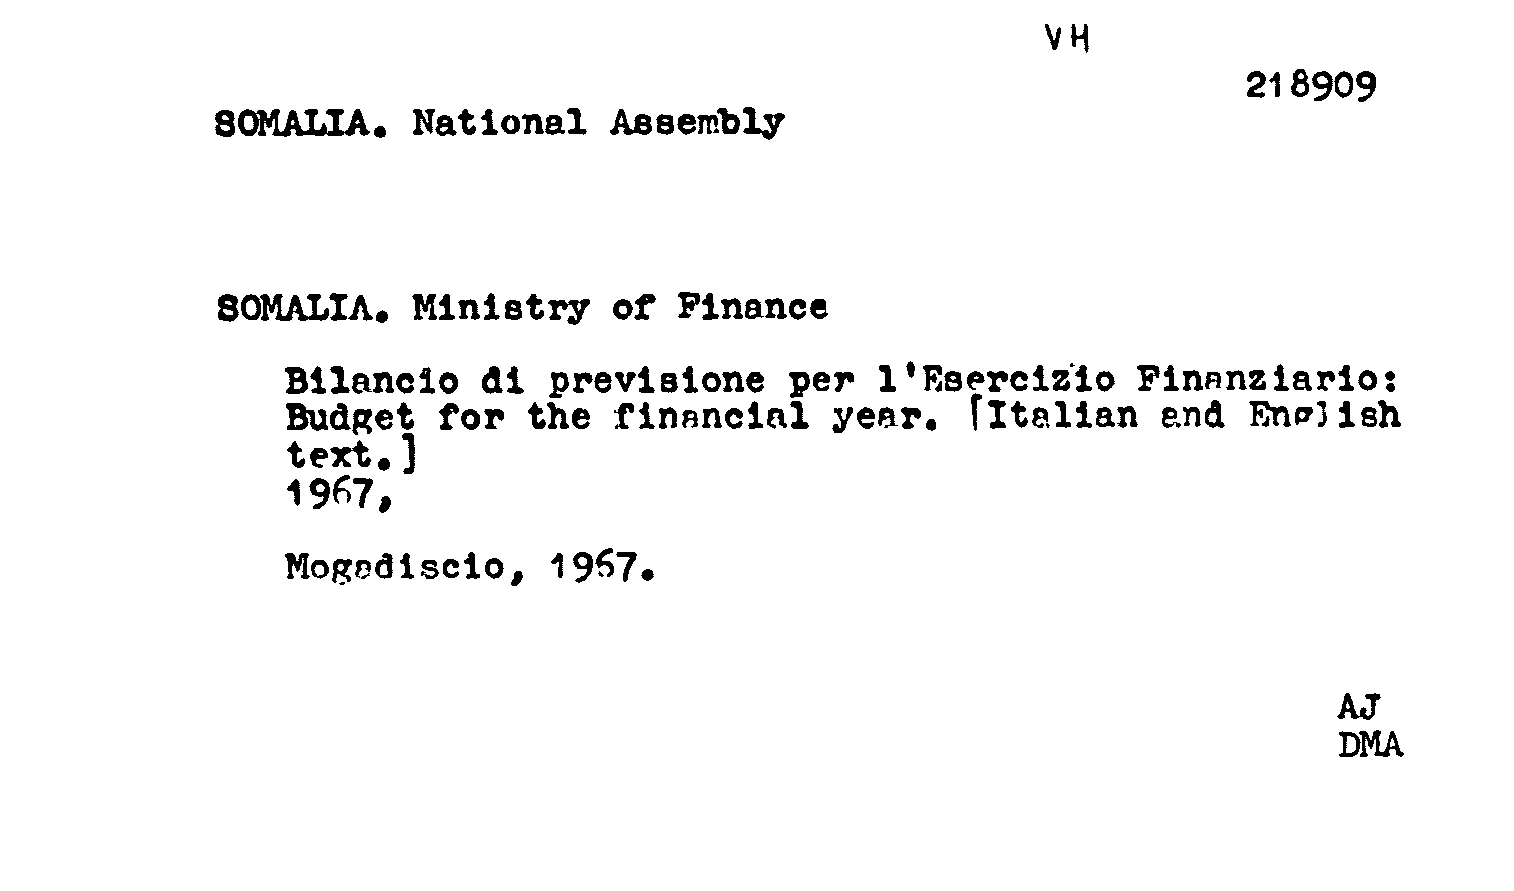 VH
218909
SOMALIA. National Assembly
SOMALIA. Ministry of Finance
Bilancio di previsione per l'Esercizio Finanziario:
Budget for the financial year. [Italian and English
text.]
1967,
Mogadiscio, 1967.
AJ
DMA